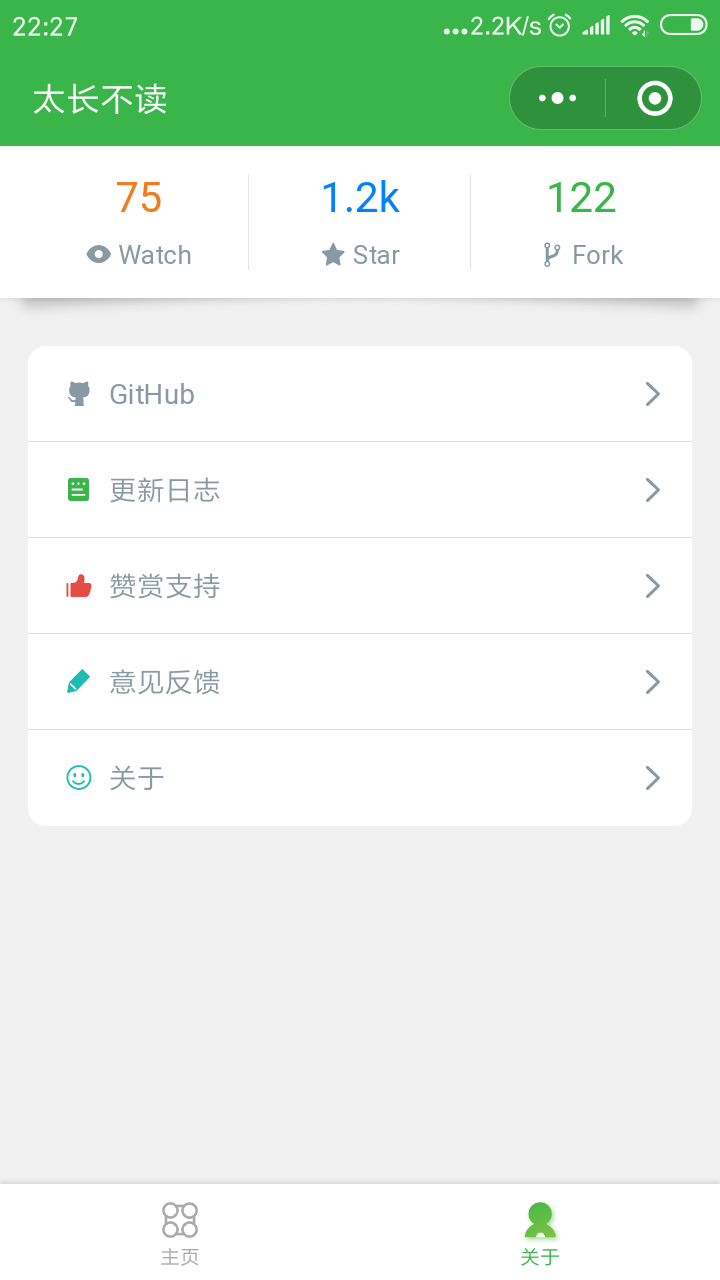 22:27
...2.2K/s
太长不读
75
1.2k
122
Watch
Star
Fork
GitHub
更新日志
赞赏支持
意见反馈
关于
主页
关于